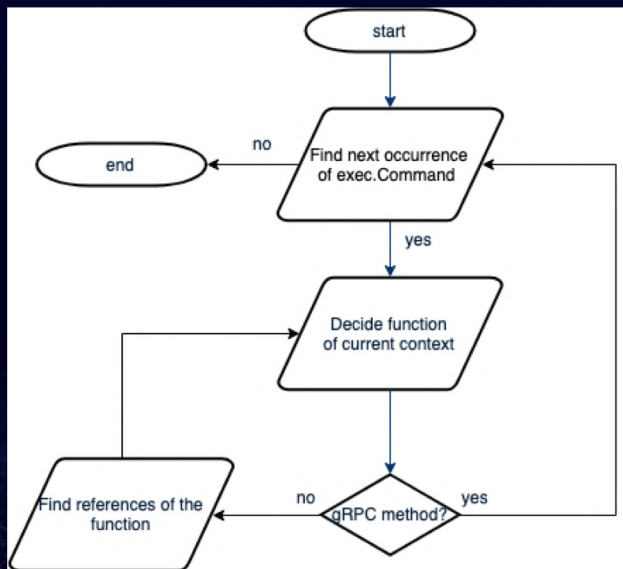 start
no
end
Find next occurrence
of exec.Command
yes
Decide function
of current context
Find references of the
function
no
gRPC method?
yes